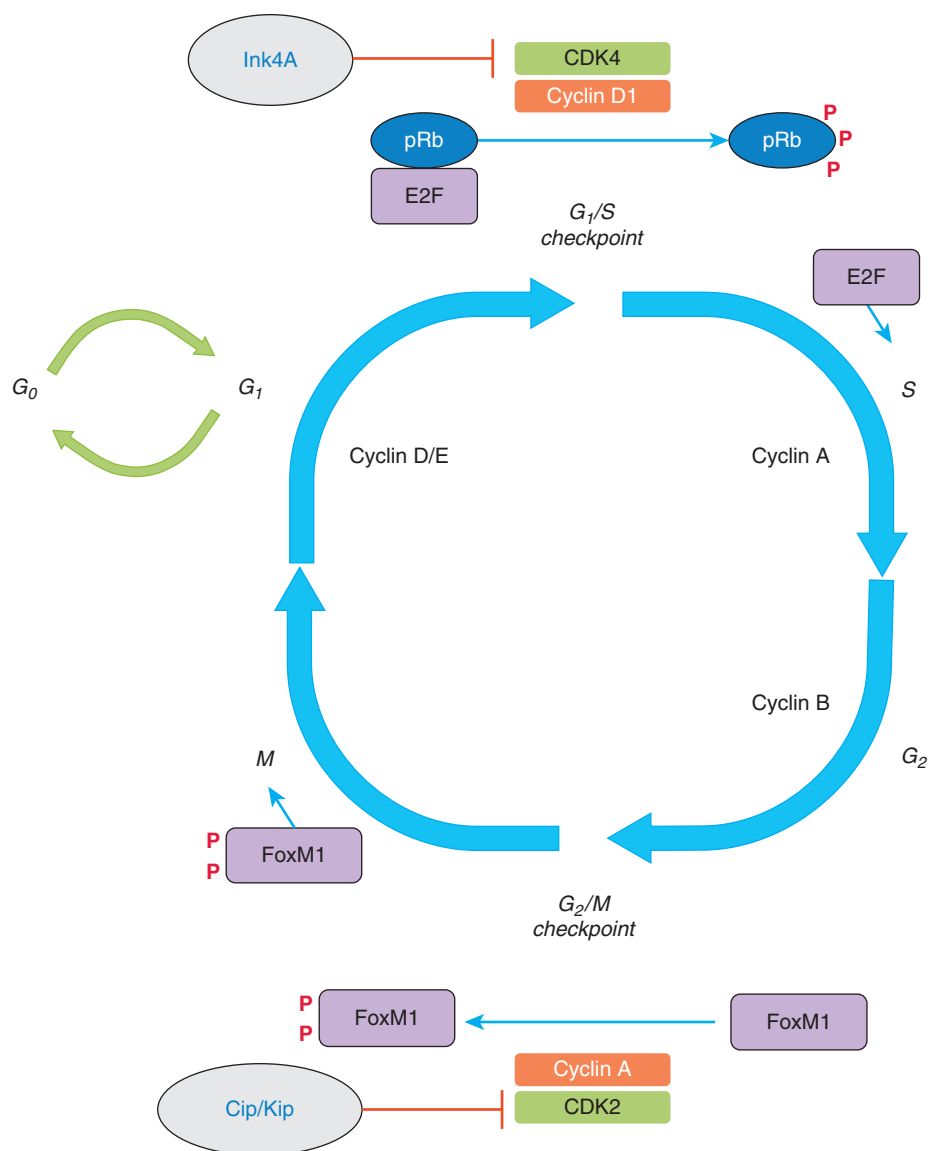 Ink4A
CDK4
Cyclin D1
pRb
E2F
pRb
P
P
P
G1/S
checkpoint
E2F
G0
G1
S
Cyclin D/E
Cyclin A
Cyclin B
M
G2
P
P
FoxM1
G2/M
checkpoint
P
P
FoxM1
FoxM1
Cyclin A
CDK2
Cip/Kip